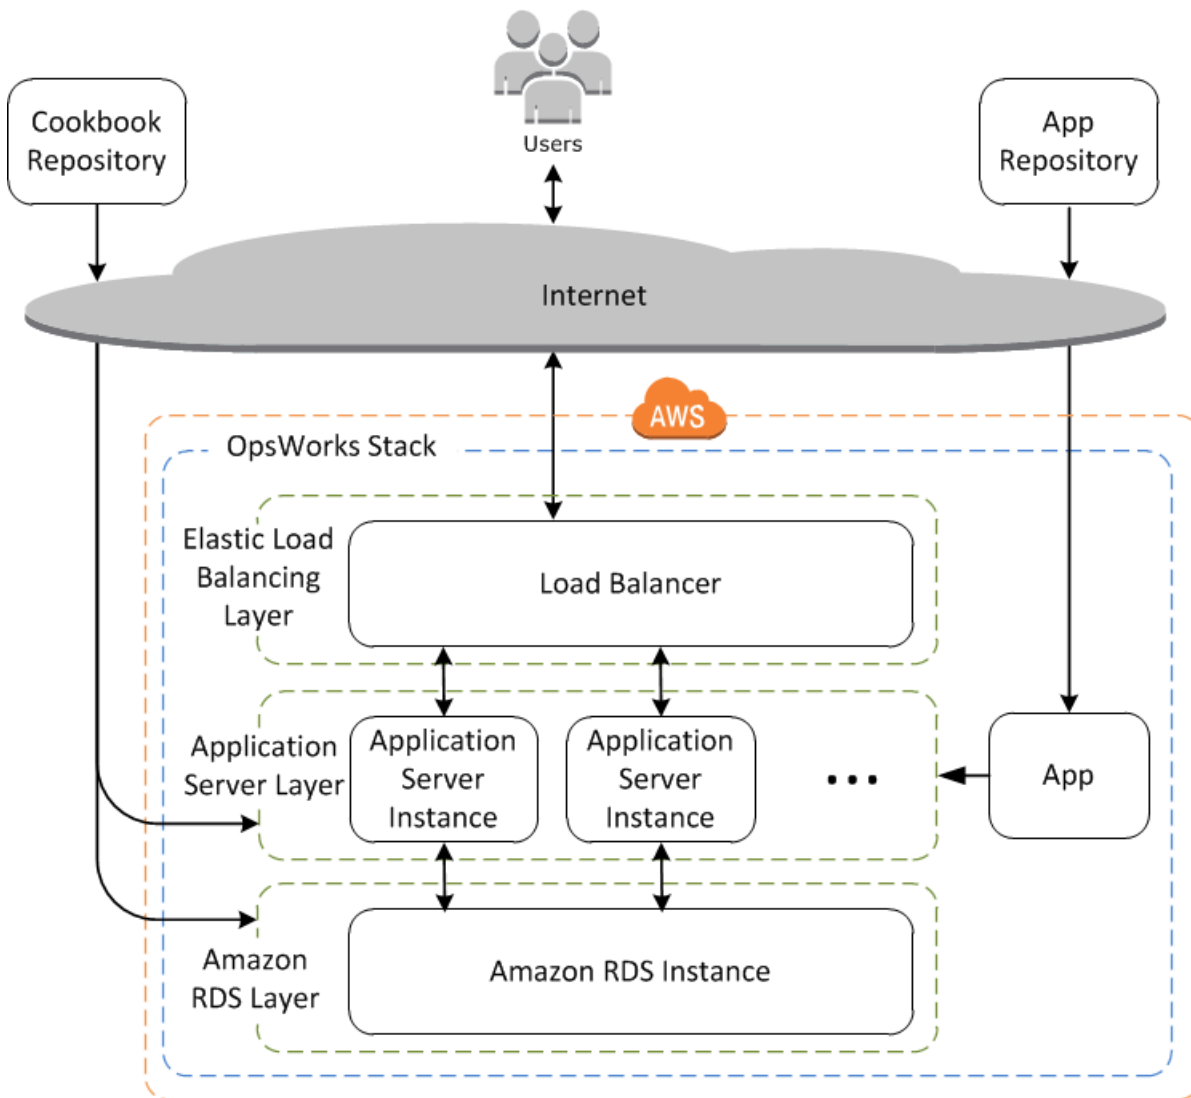 Users
Cookbook
Repository
App
Repository
Internet
AWS
OpsWorks Stack
Elastic Load
Balancing
Layer
Load Balancer
Application
Server Layer
Application
Server
Instance
Application
Server
Instance
...
App
Amazon
RDS Layer
Amazon RDS Instance